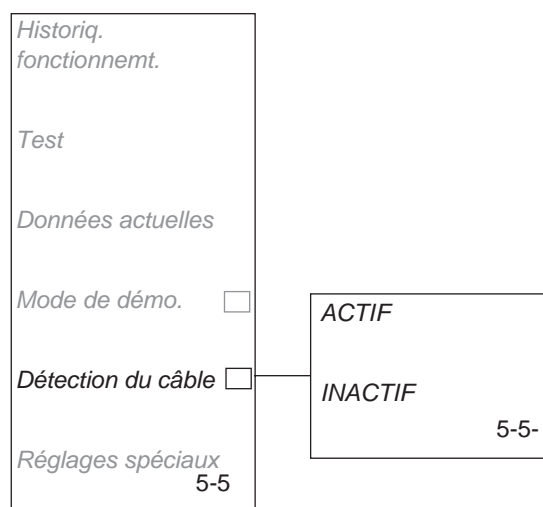 Historiq.
fonctionnemt.
Test
Données actuelles
Mode de démo.
Détection du câble
Réglages spéciaux
5-5
ACTIF
INACTIF
5-5-